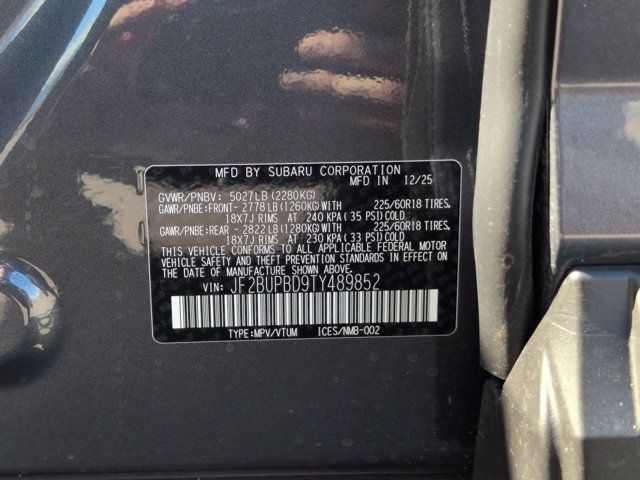 MFD BY SUBARU CORPORATION
MFD IN 12/25
GVWR/PNBV: 5027LB(2280KG)
GAWR/PNBE:FRONT- 2778LB(1260KG)WITH 225/60R18 TIRES,
18X7J RIMS AT 240 KPA(35 PSI)COLD
GAWR/PNBE:REAR - 2822LB(1280KG)WITH 225/60R18 TIRES,
18X7J RIMS AT 230 KPA(33 PSI)COLD
THIS VEHICLE CONFORMS TO ALL APPLICABLE FEDERAL MOTOR
VEHICLE SAFETY AND THEFT PREVENTION STANDARDS IN EFFECT
ON THE DATE OF MANUFACTURE SHOWN ABOVE.
VIN: JF2BUPBD9TY489852
TYPE:MPV/VTUM ICES/NMB-002